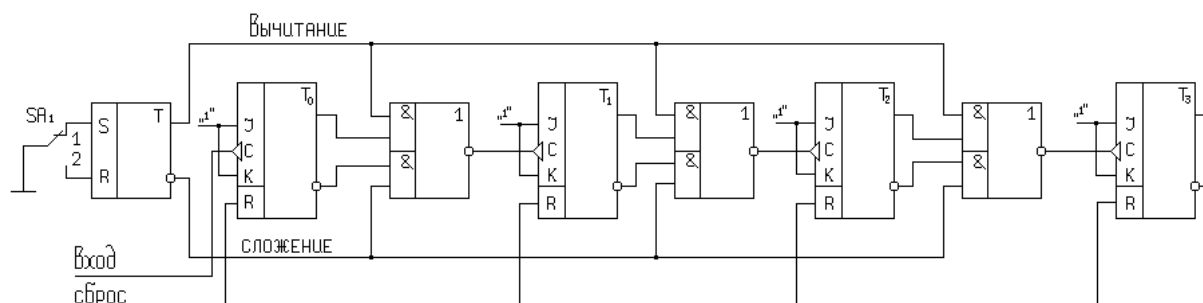 Вычитание
SA₁ 1 2 S R T
„1" J C K R T₀
& & 1
„1" J C K R T₁
& & 1
„1" J C K R T₂
& & 1
„1" J C K R T₃
сложение
Вход
сброс